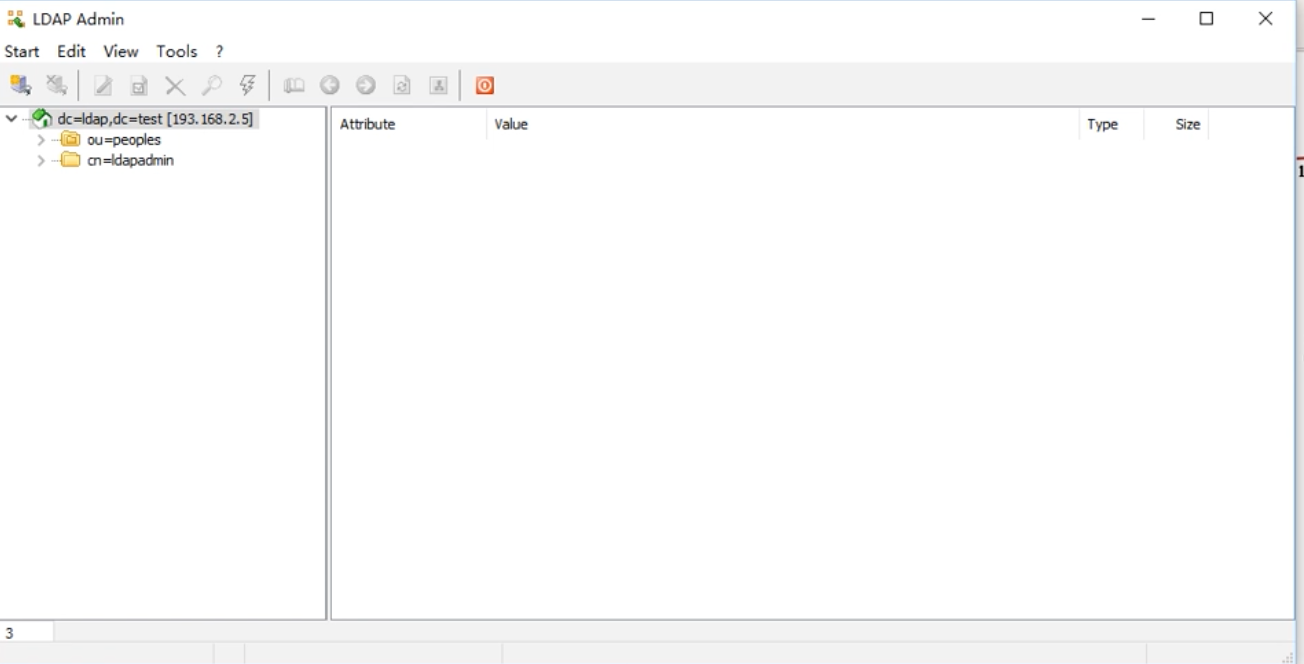 LDAP Admin
Start Edit View Tools ?
dc=ldap,dc=test [193.168.2.5]
ou=peoples
cn=ldapadmin
Attribute Value Type Size
1
3